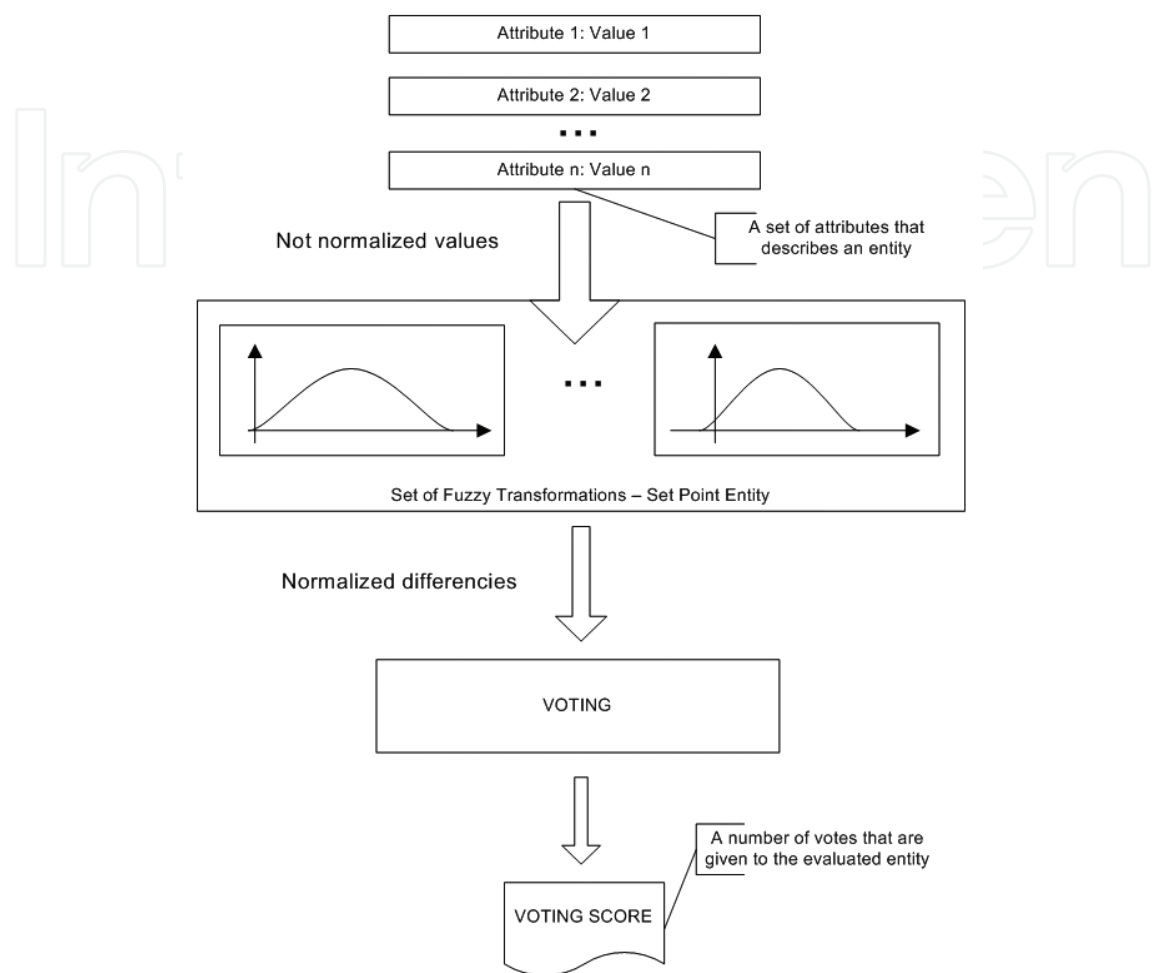 Attribute 1: Value 1
Attribute 2: Value 2
...
Attribute n: Value n
A set of attributes that
describes an entity
Not normalized values
...
Set of Fuzzy Transformations – Set Point Entity
Normalized differencies
VOTING
A number of votes that are
given to the evaluated entity
VOTING SCORE